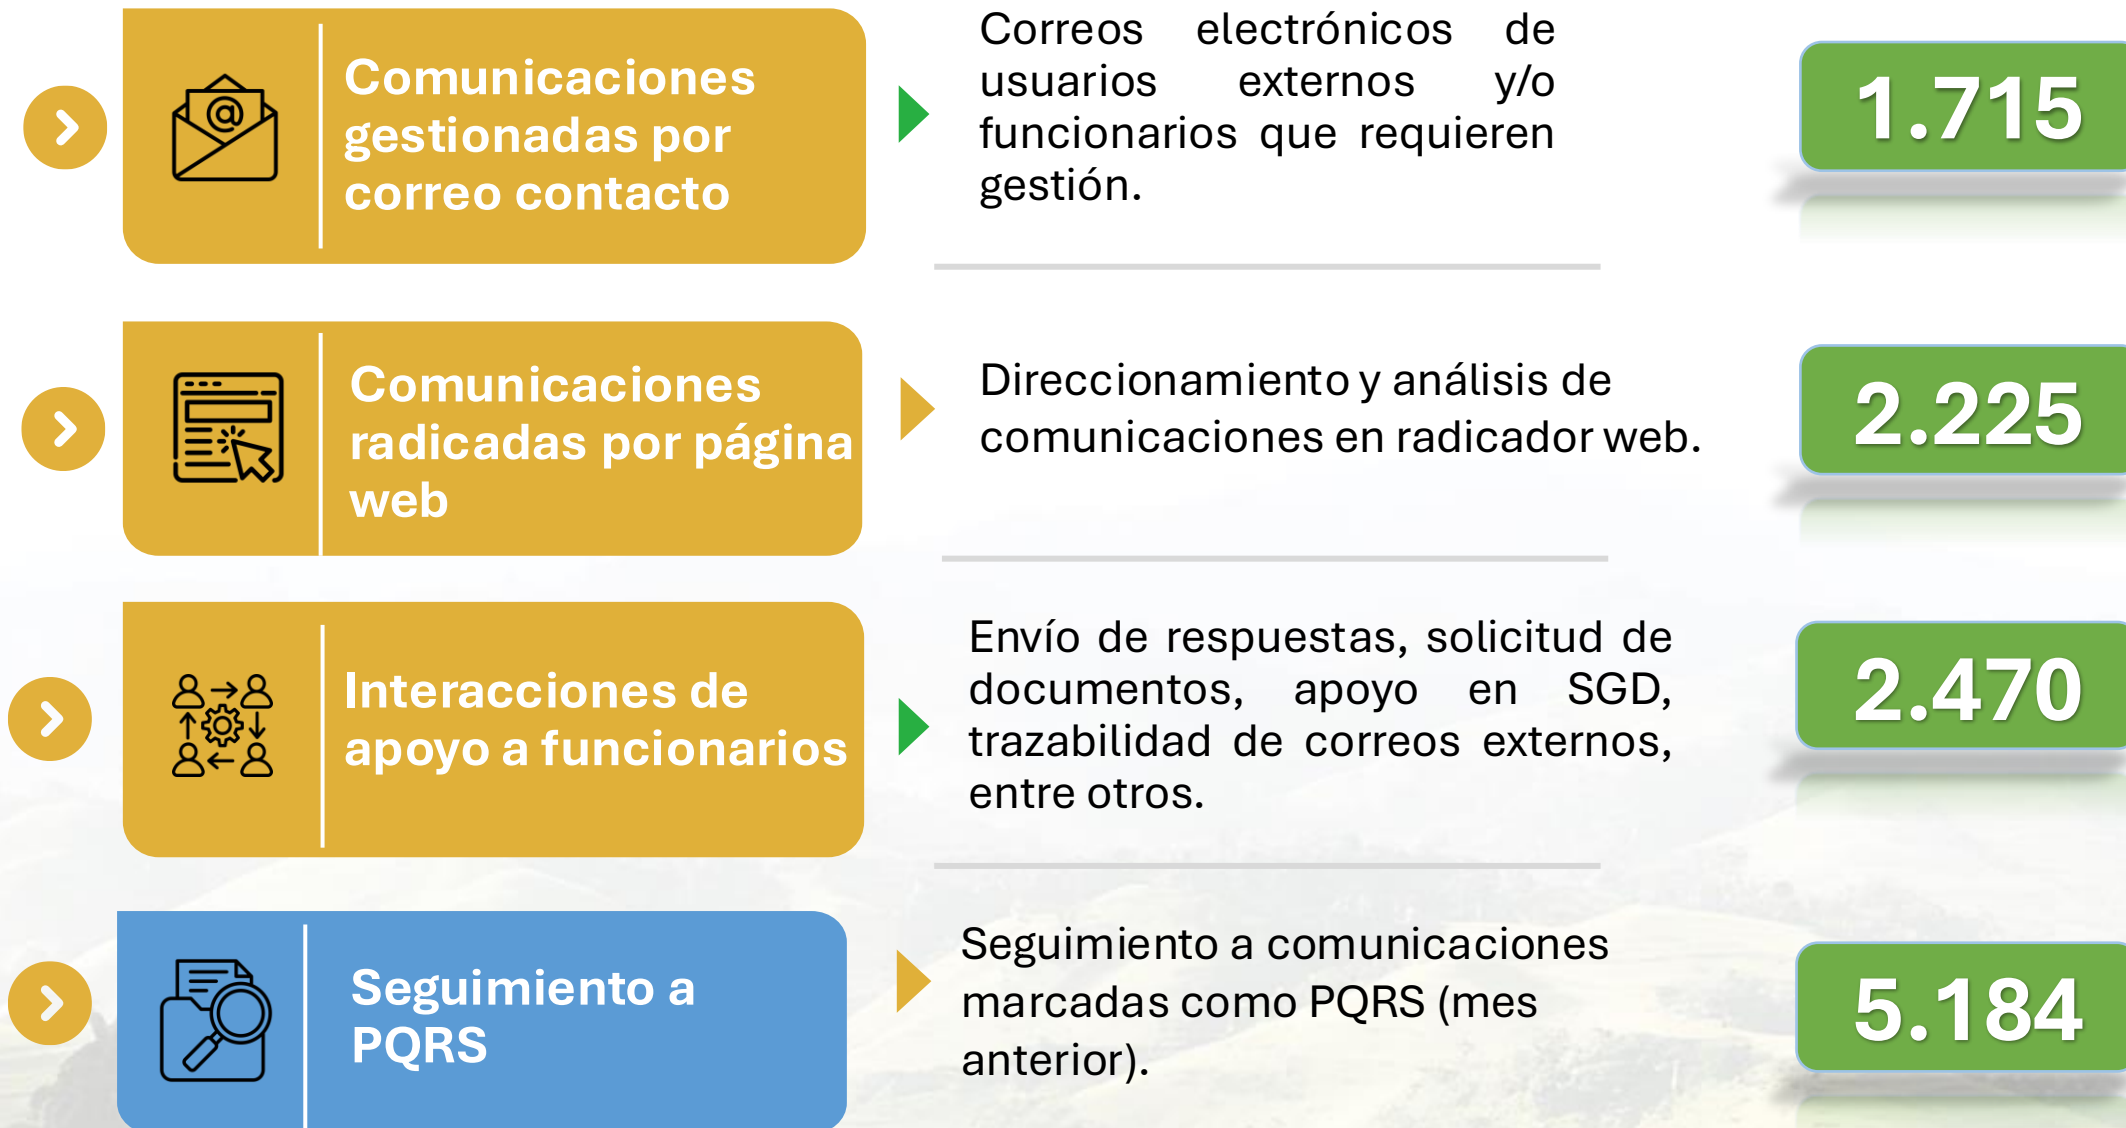 Comunicaciones
gestionadas por
correo contacto
Correos electrónicos de
usuarios externos y/o
funcionarios que requieren
gestión.
1.715
Comunicaciones
radicadas por página
web
Direccionamiento y análisis de
comunicaciones en radicador web.
2.225
Interacciones de
apoyo a funcionarios
Envío de respuestas, solicitud de
documentos, apoyo en SGD,
trazabilidad de correos externos,
entre otros.
2.470
Seguimiento a
PQRS
Seguimiento a comunicaciones
marcadas como PQRS (mes
anterior).
5.184